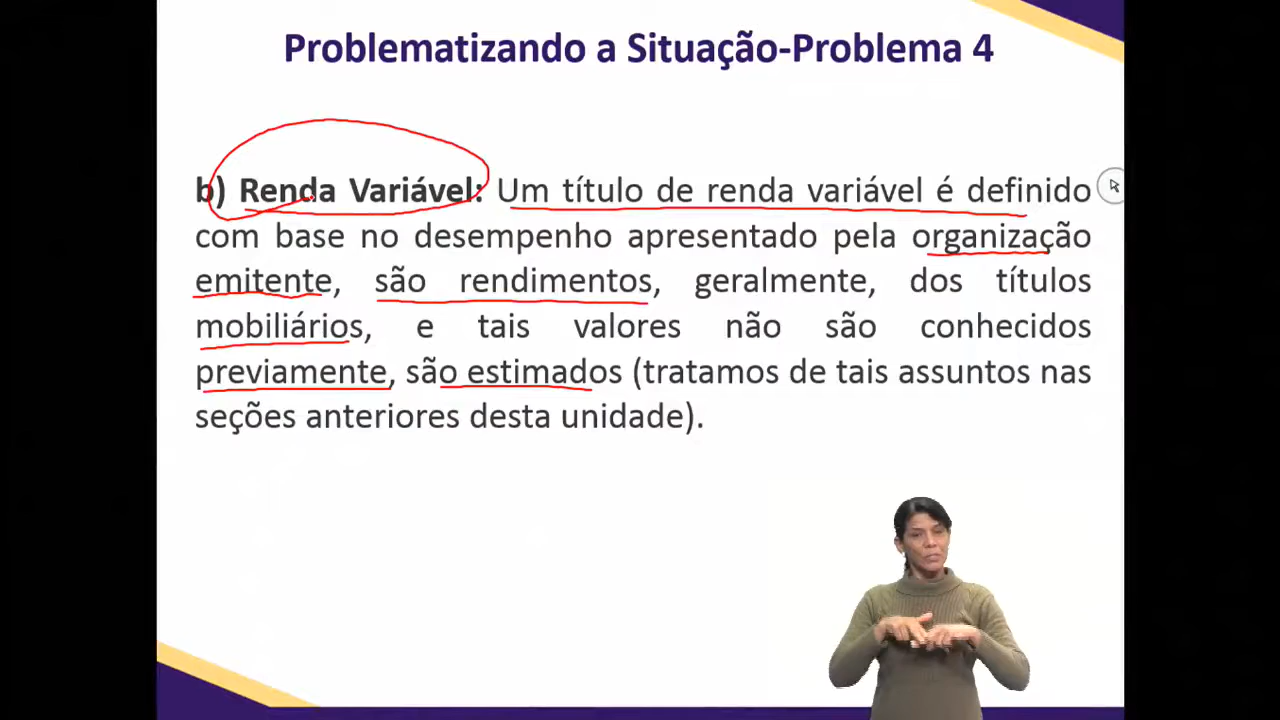 Problematizando a Situação-Problema 4
b) Renda Variável: Um título de renda variável é definido
com base no desempenho apresentado pela organização
emitente, são rendimentos, geralmente, dos títulos
mobiliários, e tais valores não são conhecidos
previamente, são estimados (tratamos de tais assuntos nas
seções anteriores desta unidade).